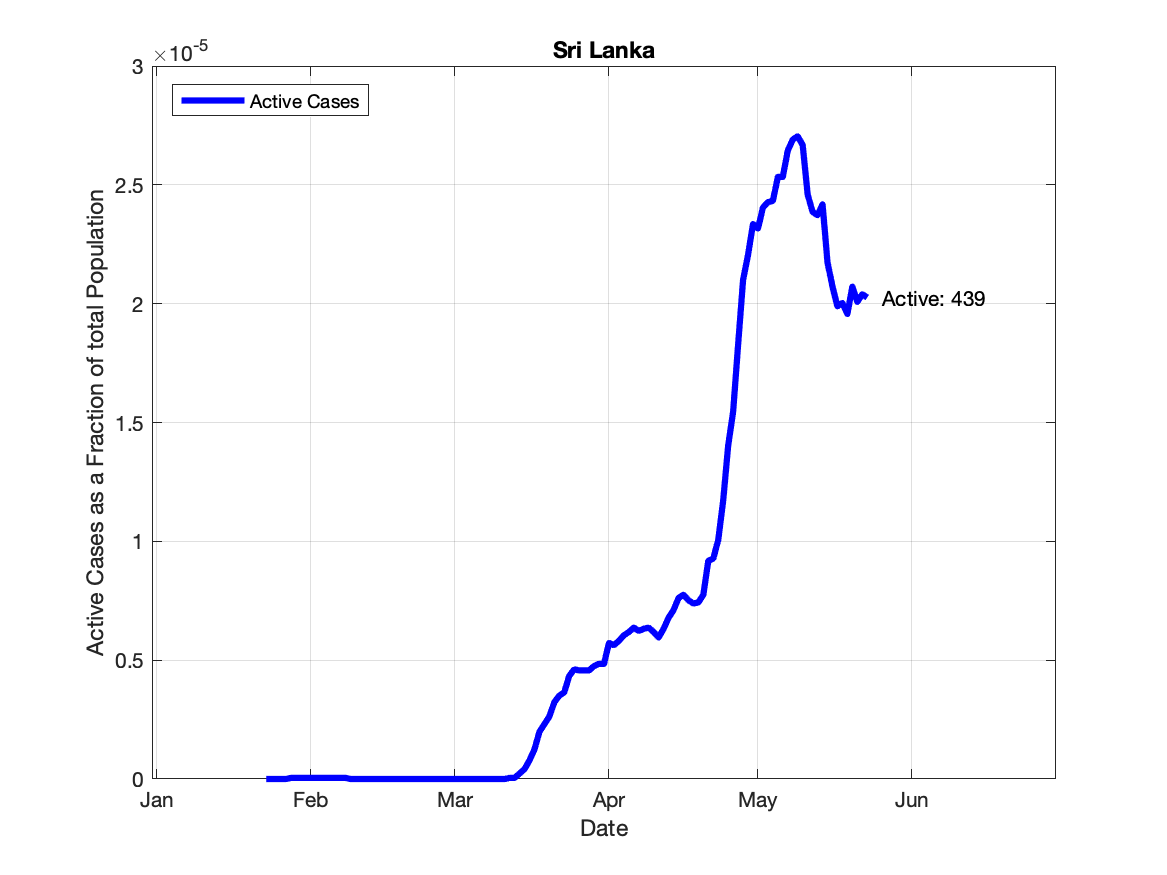 Sri Lanka
×10-5
3
2.5
2
1.5
1
0.5
0
Active Cases
Active: 439
Active Cases as a Fraction of total Population
Jan Feb Mar Apr May Jun
Date